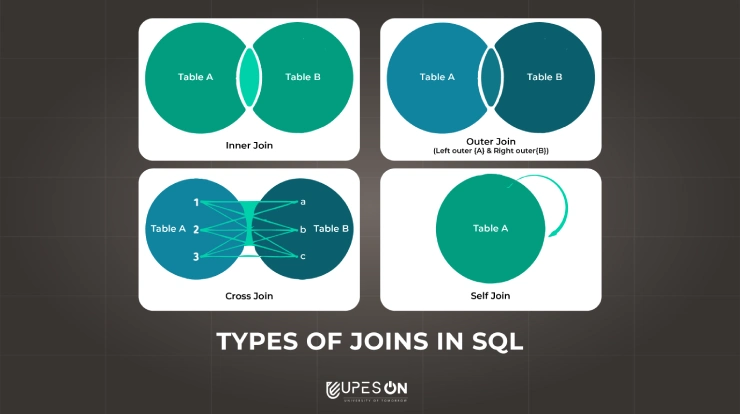 Table A
Table B
Inner Join
Table A
Table B
Outer Join
(Left outer (A) & Right outer(B))
1
a
Table A 2
b Table B
3
c
Cross Join
Table A
Self Join
TYPES OF JOINS IN SQL
UPES ON
UNIVERSITY OF TOMORROW